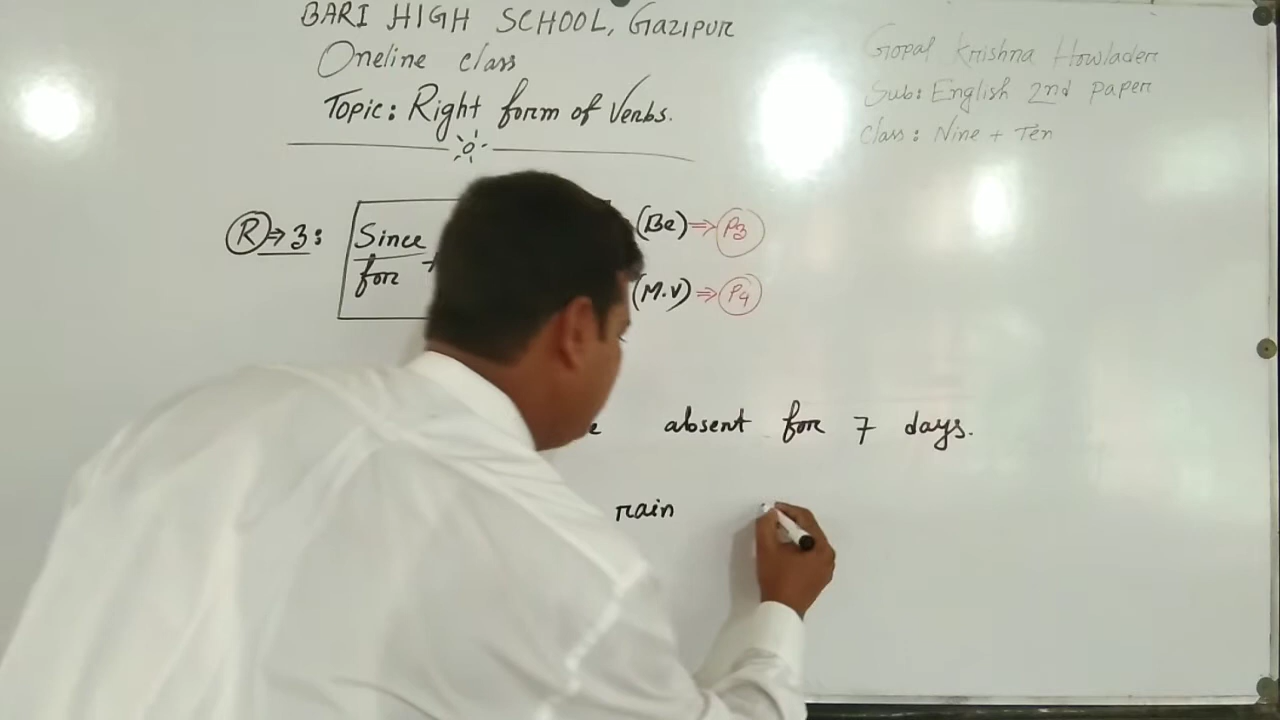 BARI HIGH SCHOOL, Gazipur
Oneline class
Topic: Right form of Verbs.
Gopal Krishna Howlader
Sub: English 2nd paper
Class: Nine + Ten
R ⇒ 3: Since (Be) ⇒ P3
for + (M.V) ⇒ P4
absent for 7 days.
rain